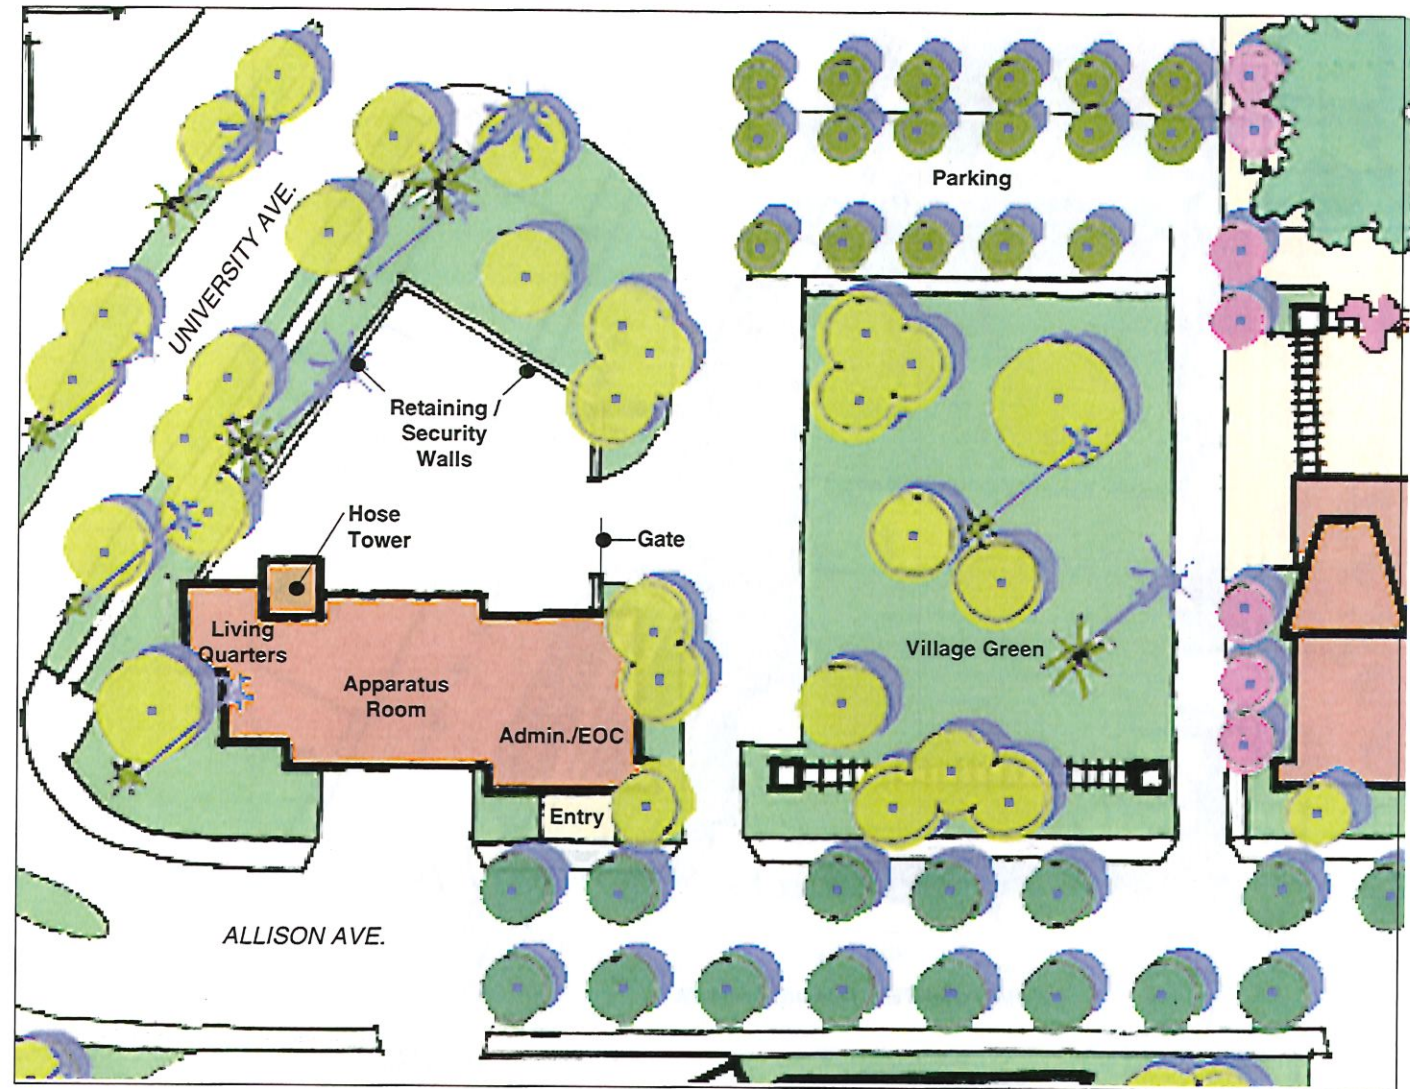 Parking
UNIVERSITY AVE.
Retaining /
Security
Walls
Hose
Tower
Gate
Living
Quarters
Village Green
Apparatus
Room
Admin./EOC
Entry
ALLISON AVE.